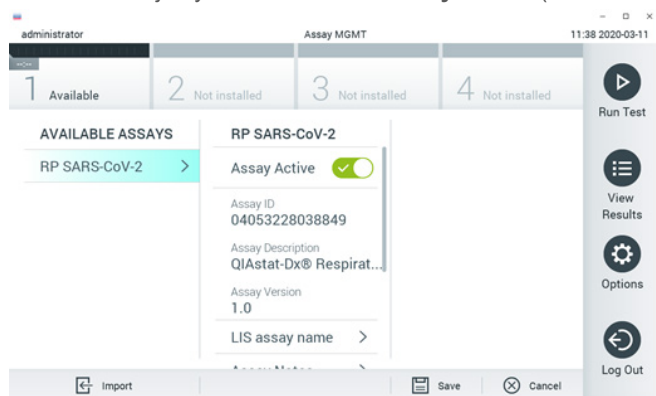 administrator Assay MGMT 11:38 2020-03-11
1 Available 2 Not installed 3 Not installed 4 Not installed
Run Test
AVAILABLE ASSAYS
RP SARS-CoV-2
RP SARS-CoV-2
Assay Active
Assay ID
04053228038849
Assay Description
QIAstat-Dx® Respirat...
Assay Version
1.0
LIS assay name
View
Results
Options
Log Out
Import
Save
Cancel